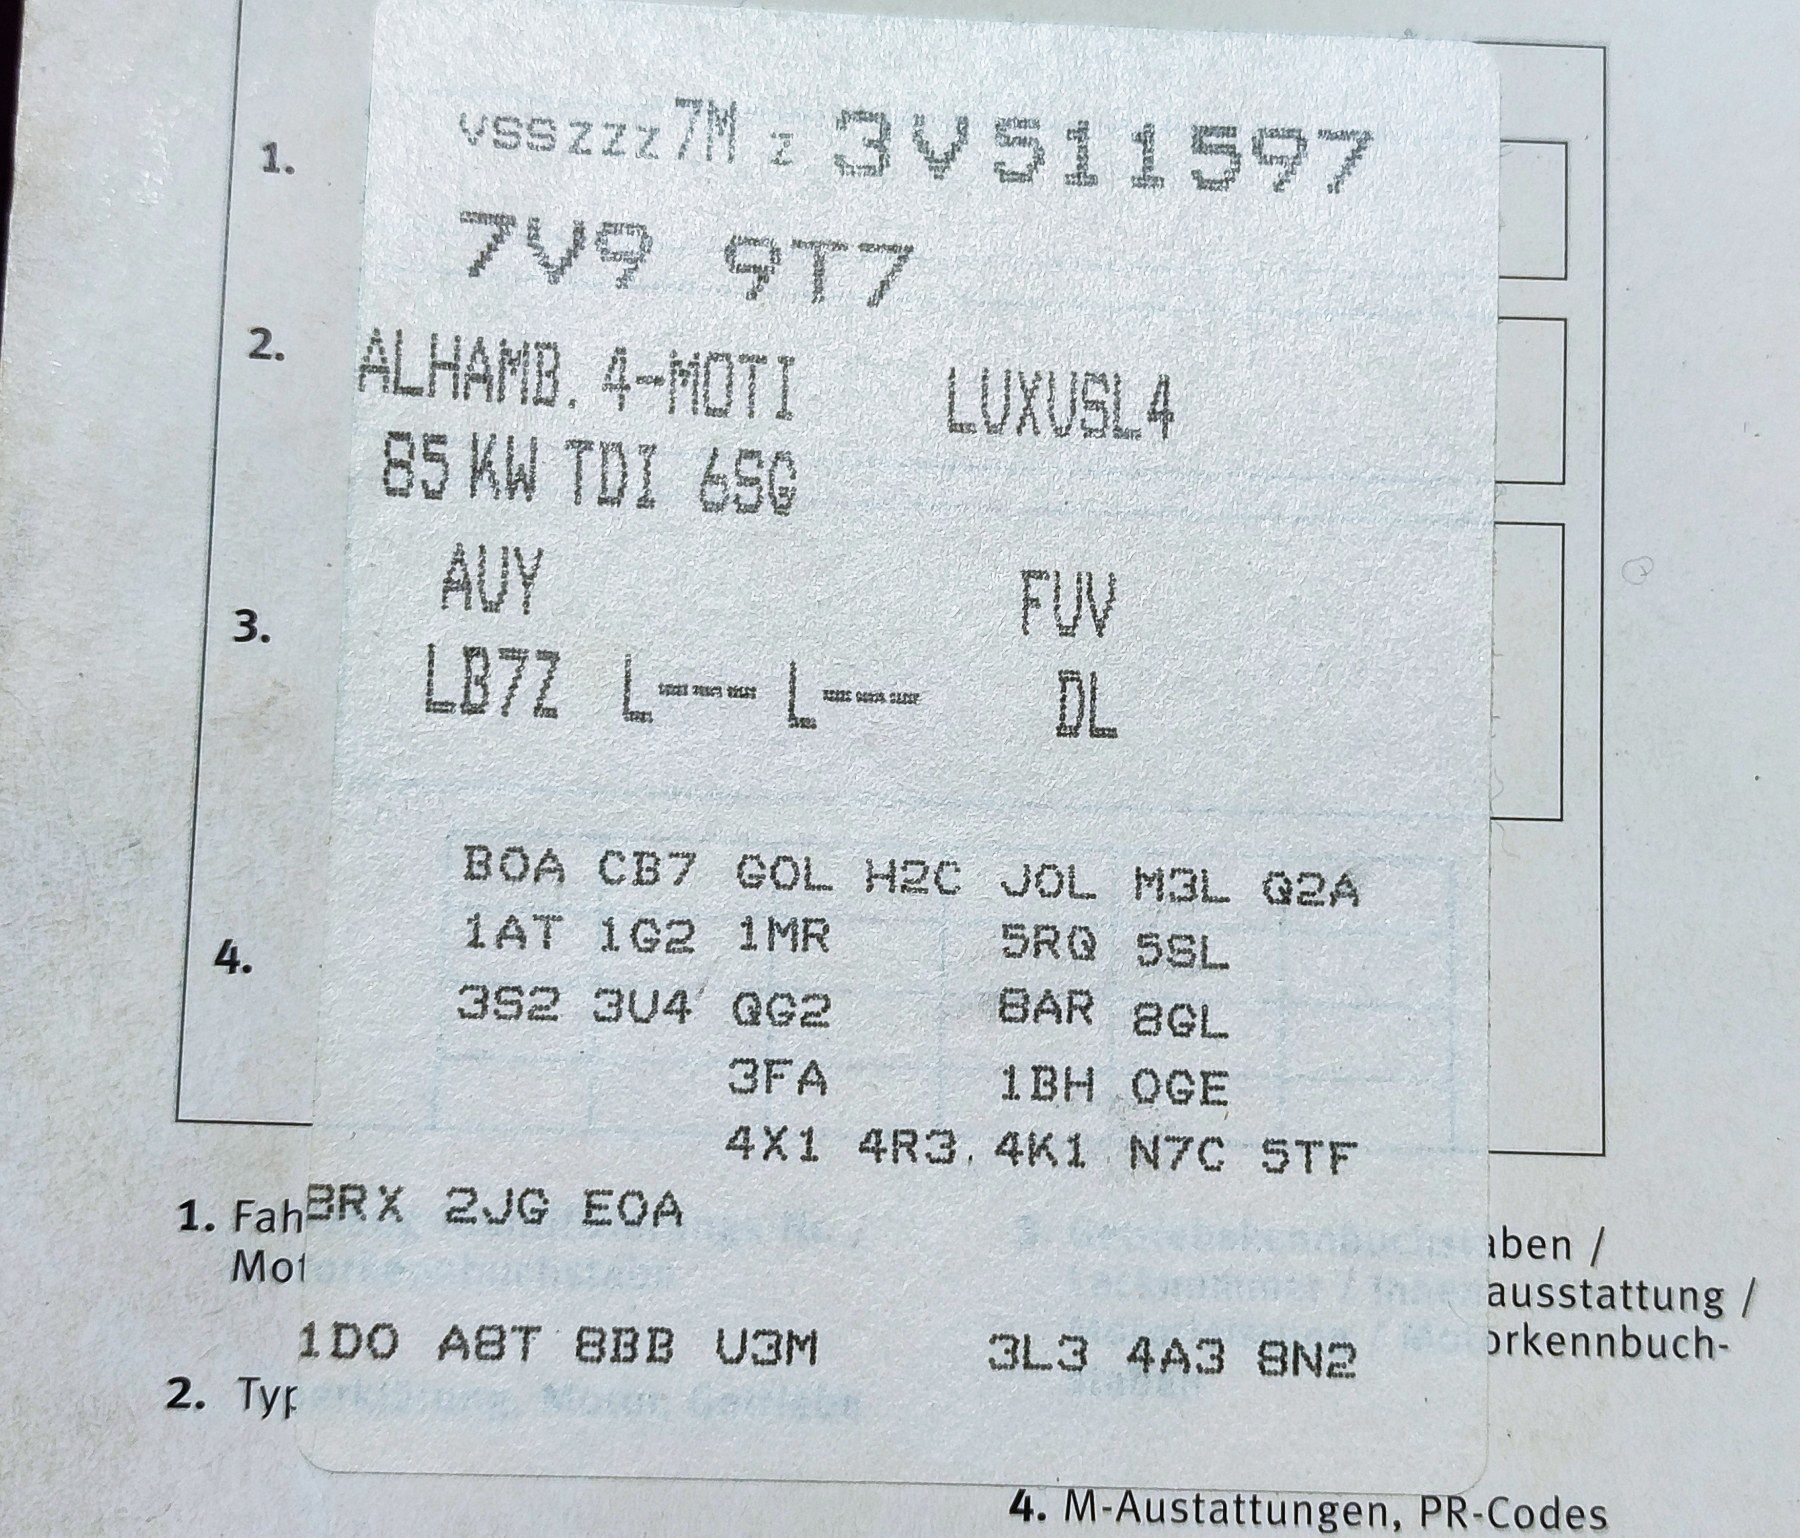 1.
VSSZZZ7M Z 3V511597
7V9 9T7
2.
ALHAMB. 4-MOTI LUXUSL4
85 KW TDI 6SG
AUY FUV
3.
LB7Z L--- L--- DL
B0A CB7 G0L H2C J0L M3L Q2A
1AT 1G2 1MR 5RQ 5SL
4.
3S2 3U4 QG2 8AR 8GL
3FA 1BH 0GE
4X1 4R3 4K1 N7C 5TF
8RX 2JG E0A
1. Fah
Mot
aben /
ausstattung /
orkennbuch-
1D0 A8T 8BB U3M 3L3 4A3 8N2
2. Typ
4. M-Austattungen, PR-Codes